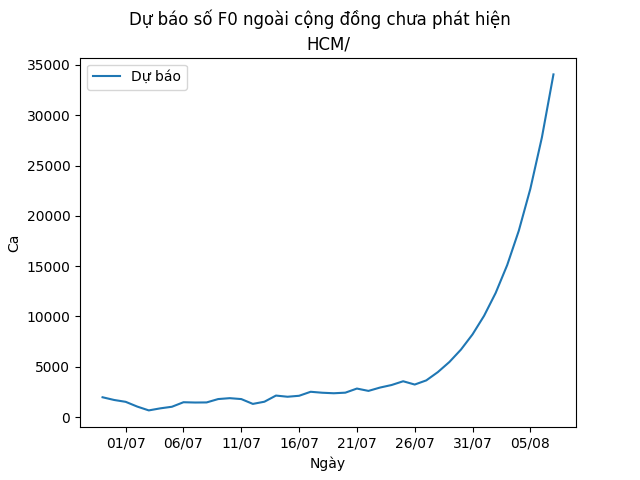 Dự báo số F0 ngoài cộng đồng chưa phát hiện
HCM/
Dự báo
35000
30000
25000
20000
15000
10000
5000
0
Ca
01/07 06/07 11/07 16/07 21/07 26/07 31/07 05/08
Ngày